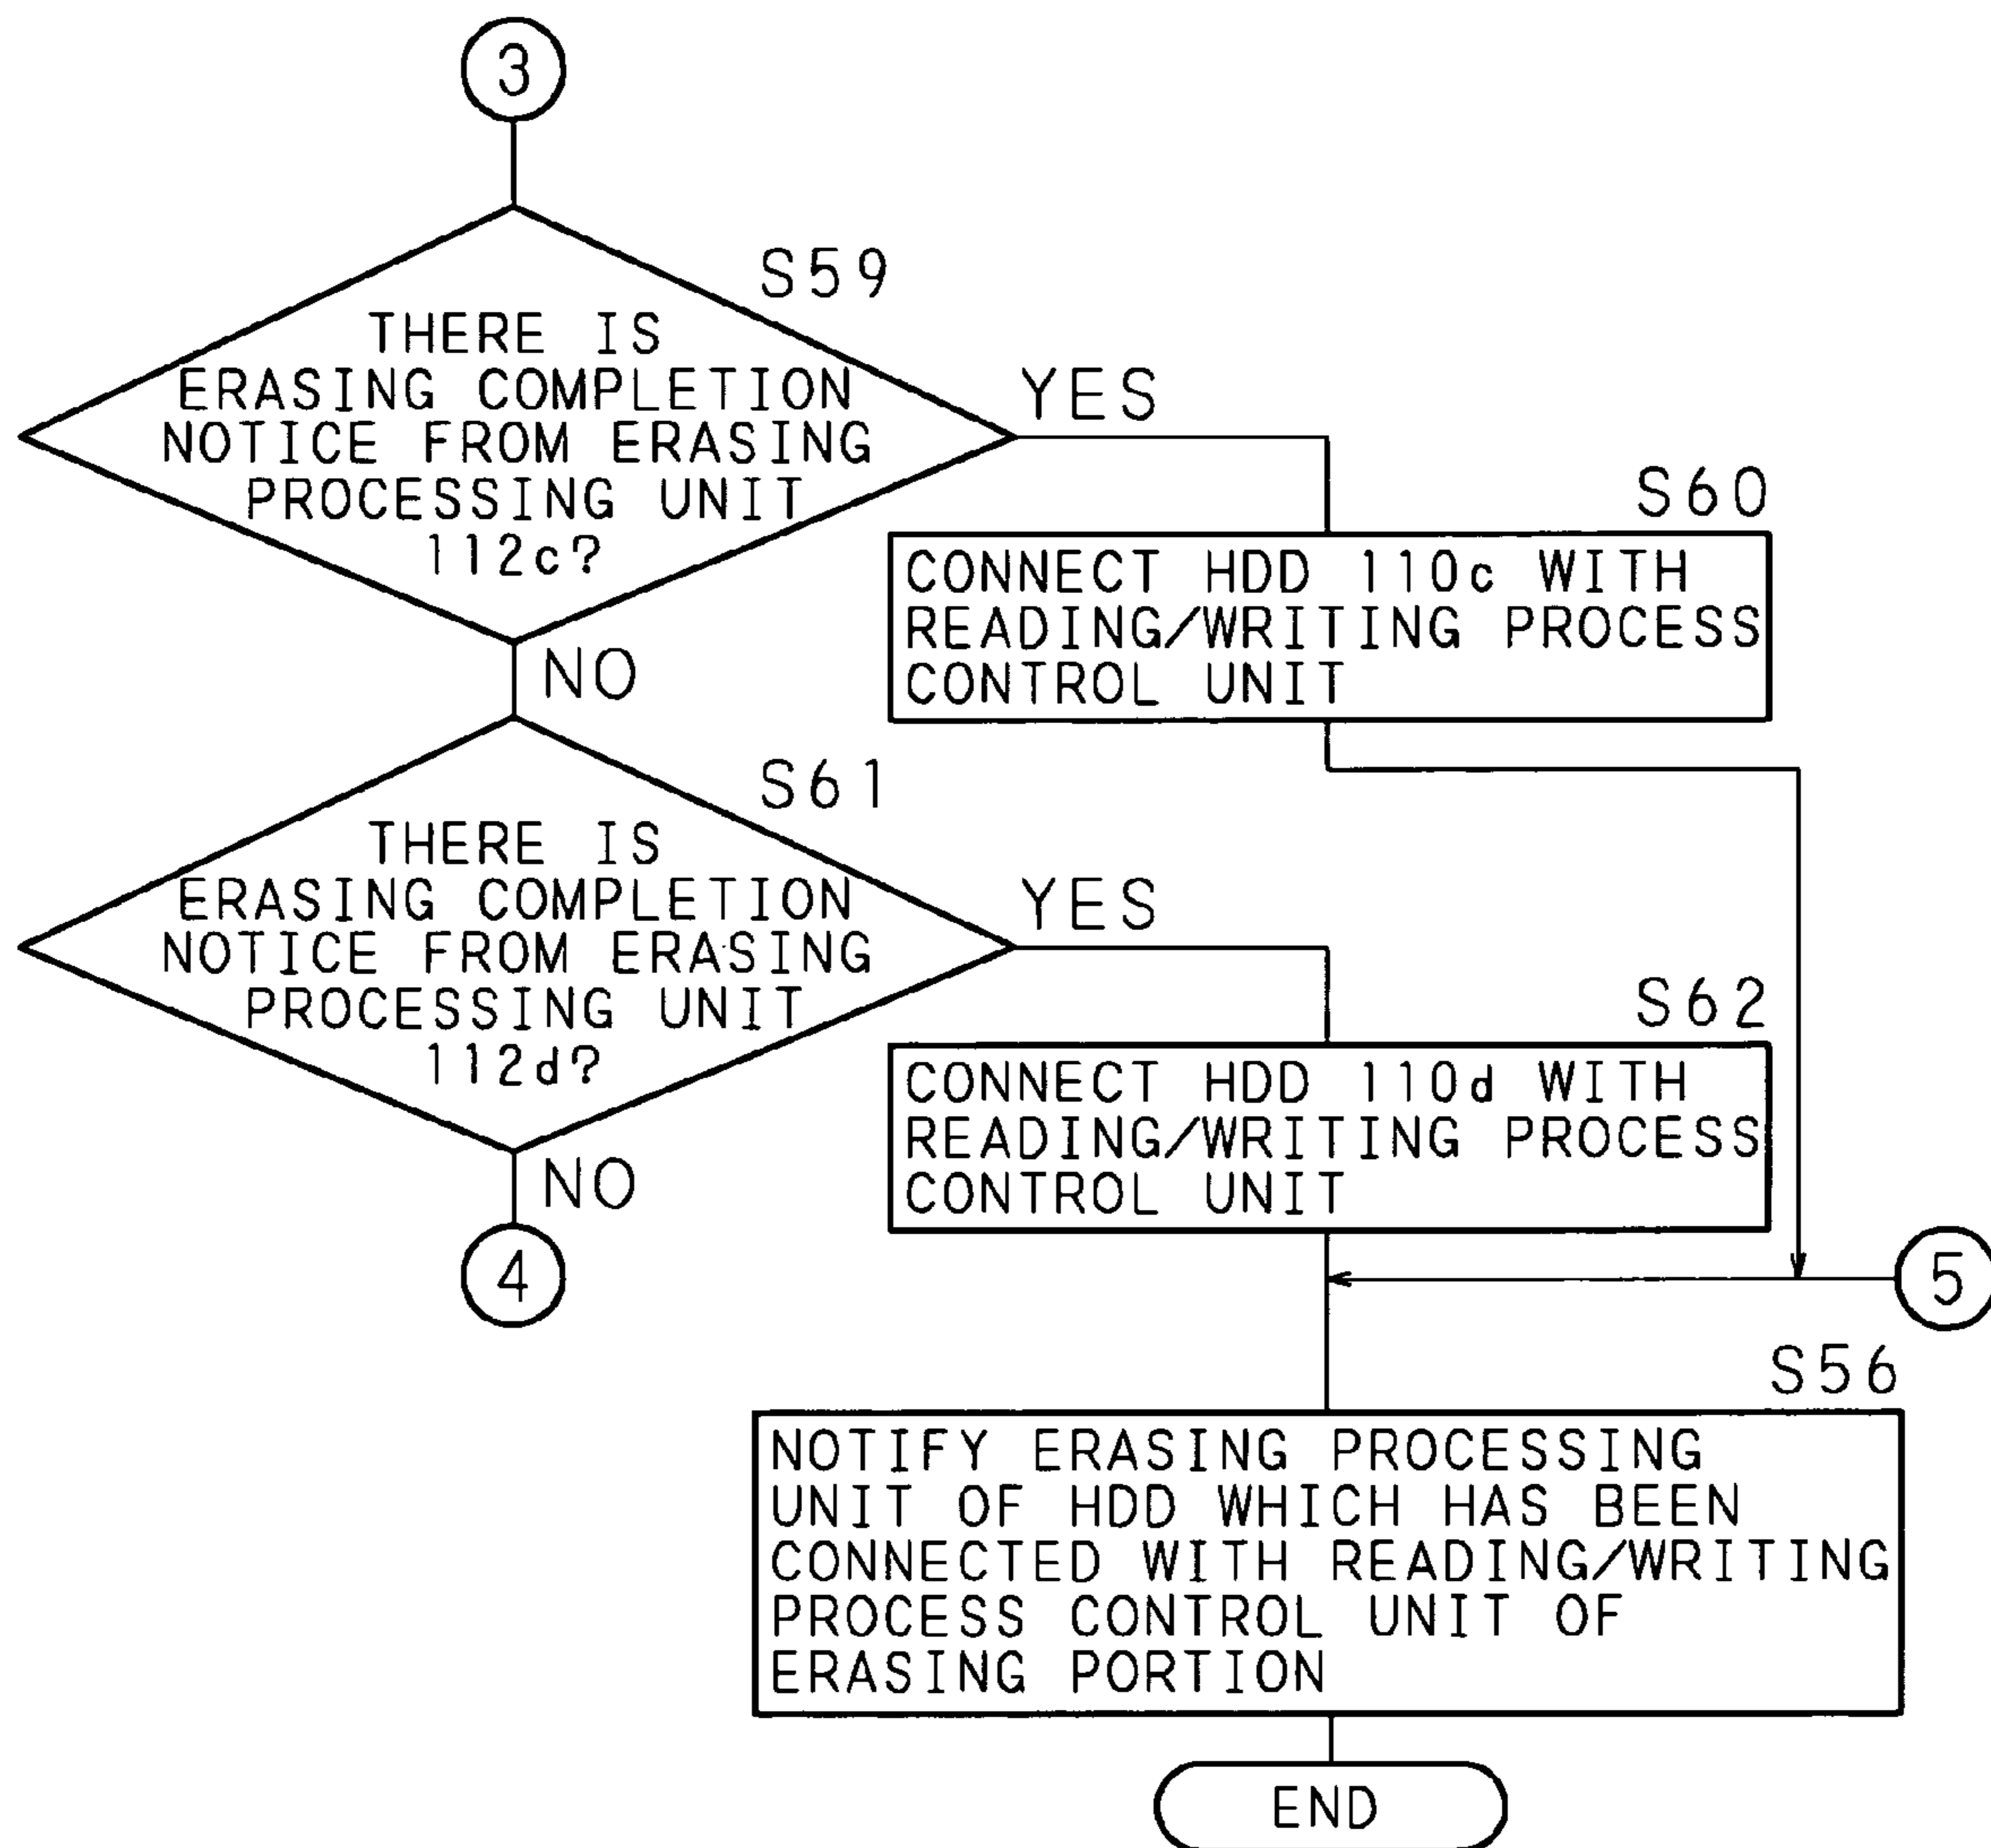 3
S59
THERE IS
ERASING COMPLETION
NOTICE FROM ERASING
PROCESSING UNIT
112c?
YES
NO
S60
CONNECT HDD 110c WITH
READING/WRITING PROCESS
CONTROL UNIT
S61
THERE IS
ERASING COMPLETION
NOTICE FROM ERASING
PROCESSING UNIT
112d?
YES
NO
S62
CONNECT HDD 110d WITH
READING/WRITING PROCESS
CONTROL UNIT
4
5
S56
NOTIFY ERASING PROCESSING
UNIT OF HDD WHICH HAS BEEN
CONNECTED WITH READING/WRITING
PROCESS CONTROL UNIT OF
ERASING PORTION
END